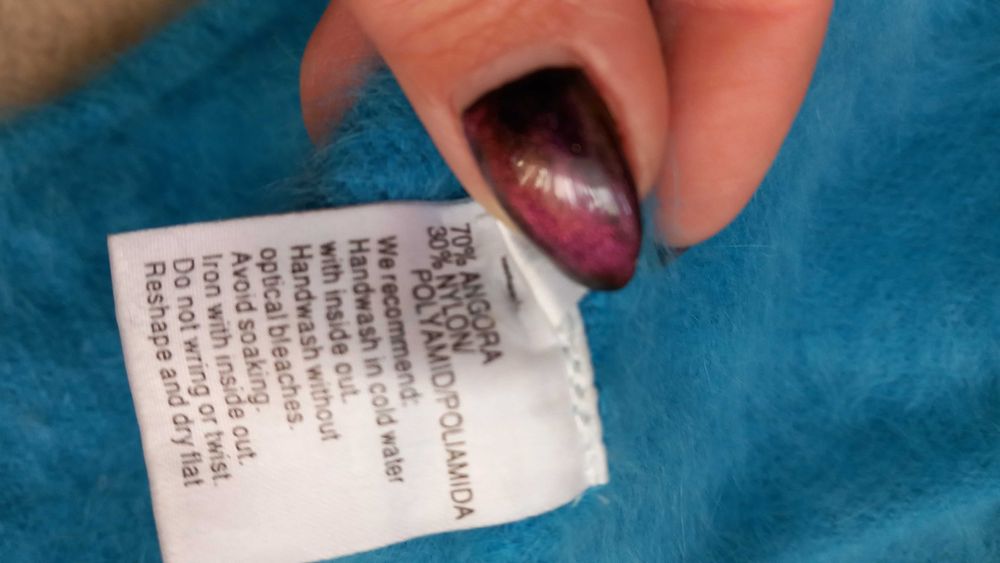 70% ANGORA
30% NYLON/
POLYAMID/POLIAMIDA
We recommend:
Handwash in cold water
with inside out.
Handwash without
optical bleaches.
Avoid soaking.
Iron with inside out.
Do not wring or twist.
Reshape and dry flat